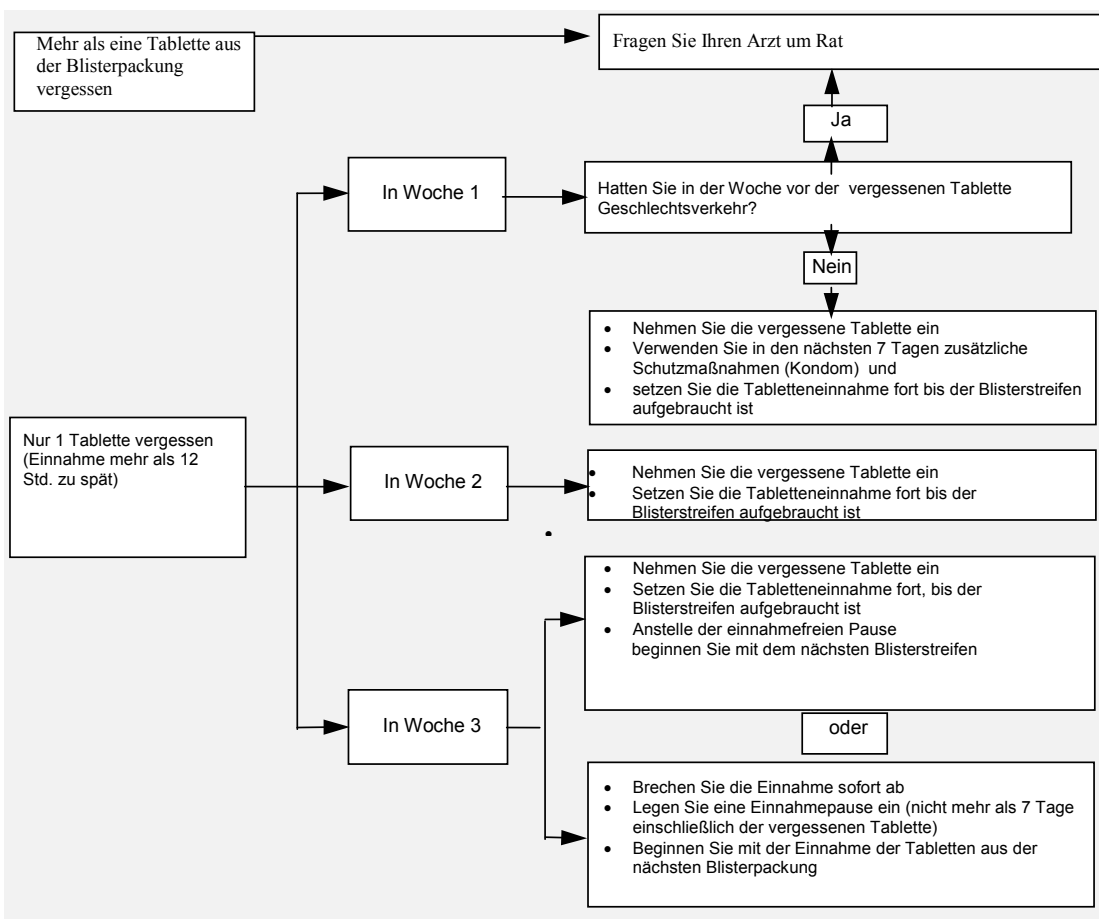 Mehr als eine Tablette aus
der Blisterpackung
vergessen
Fragen Sie Ihren Arzt um Rat
Ja
In Woche 1
Hatten Sie in der Woche vor der vergessenen Tablette
Geschlechtsverkehr?
Nein
• Nehmen Sie die vergessene Tablette ein
• Verwenden Sie in den nächsten 7 Tagen zusätzliche
Schutzmaßnahmen (Kondom) und
• setzen Sie die Tabletteneinnahme fort bis der Blisterstreifen
aufgebraucht ist
Nur 1 Tablette vergessen
(Einnahme mehr als 12
Std. zu spät)
In Woche 2
• Nehmen Sie die vergessene Tablette ein
• Setzen Sie die Tabletteneinnahme fort bis der
Blisterstreifen aufgebraucht ist
•
• Nehmen Sie die vergessene Tablette ein
• Setzen Sie die Tabletteneinnahme fort, bis der
Blisterstreifen aufgebraucht ist
• Anstelle der einnahmefreien Pause
beginnen Sie mit dem nächsten Blisterstreifen
In Woche 3
oder
• Brechen Sie die Einnahme sofort ab
• Legen Sie eine Einnahmepause ein (nicht mehr als 7 Tage
einschließlich der vergessenen Tablette)
• Beginnen Sie mit der Einnahme der Tabletten aus der
nächsten Blisterpackung